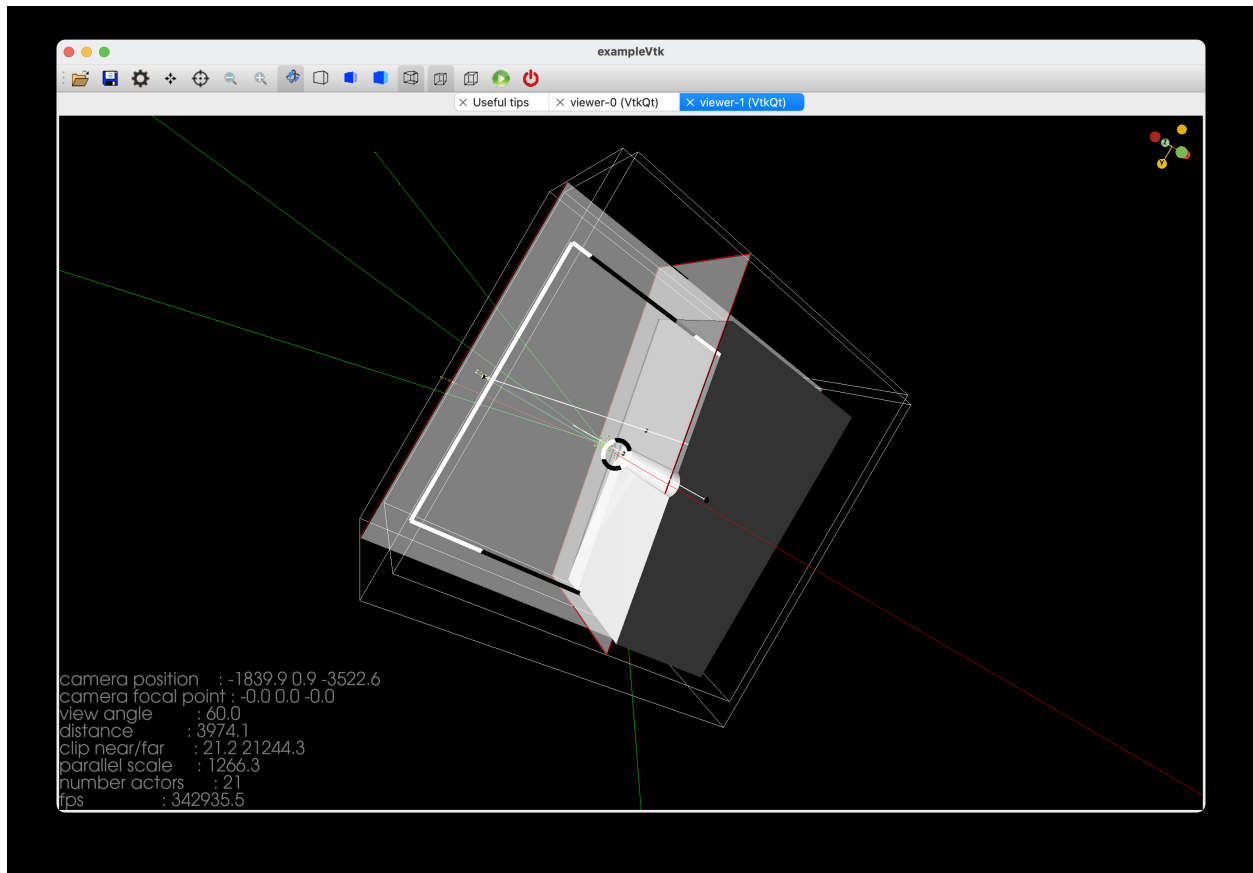 exampleVtk
Useful tips
viewer-0 (VtkQt)
viewer-1 (VtkQt)
Z
Y
camera position : -1839.9 0.9 -3522.6
camera focal point : -0.0 0.0 -0.0
view angle : 60.0
distance : 3974.1
clip near/far : 21.2 21244.3
parallel scale : 1266.3
number actors : 21
fps : 342935.5